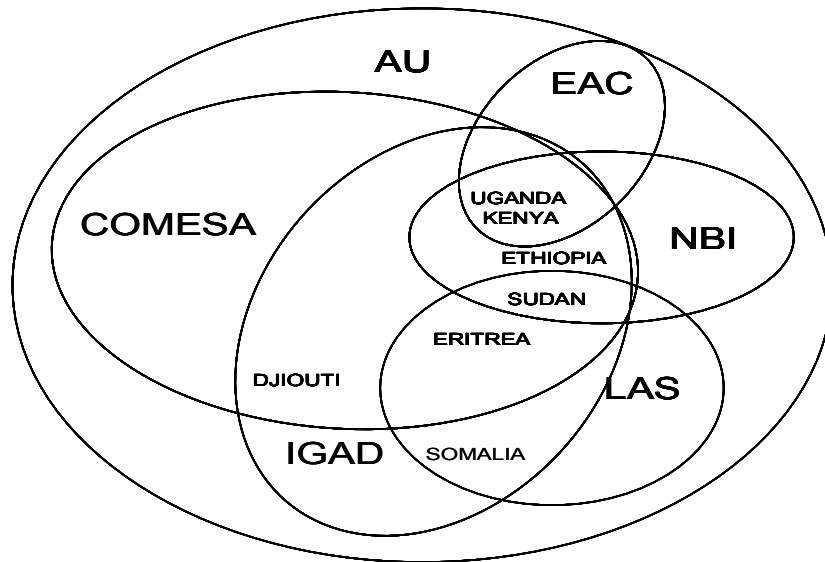 AU
EAC
COMESA
UGANDA
KENYA
NBI
ETHIOPIA
SUDAN
ERITREA
DJIOUTI
LAS
IGAD
SOMALIA